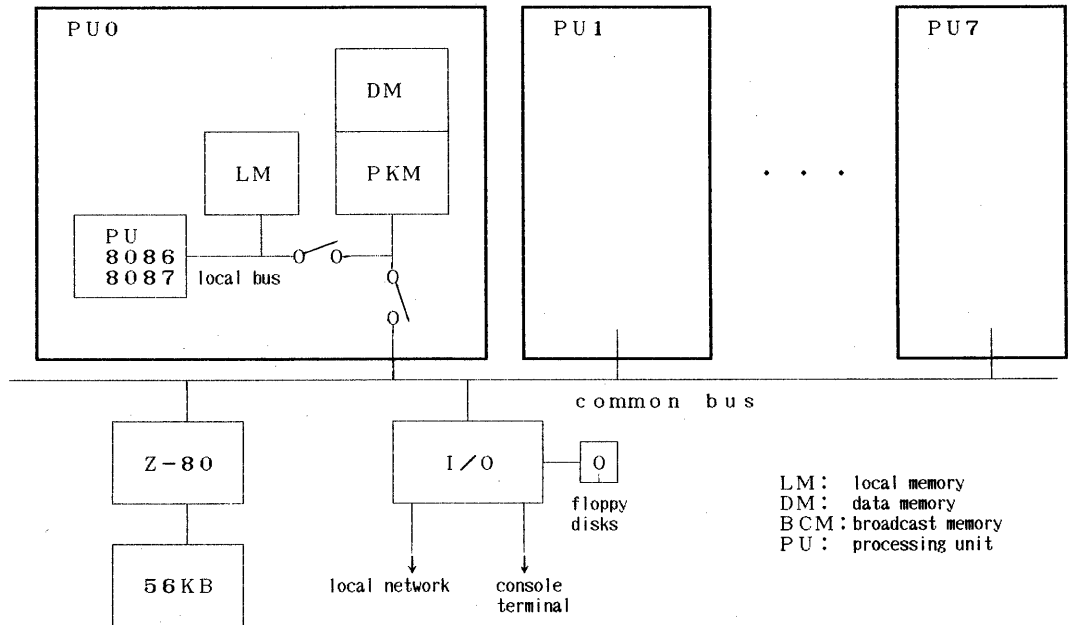 PU0
PU1
PU7
DM
LM
PKM
. . .
PU
8086
8087
local bus
common bus
Z-80
I/O
floppy
disks
56KB
local network
console
terminal
LM: local memory
DM: data memory
BCM: broadcast memory
PU: processing unit